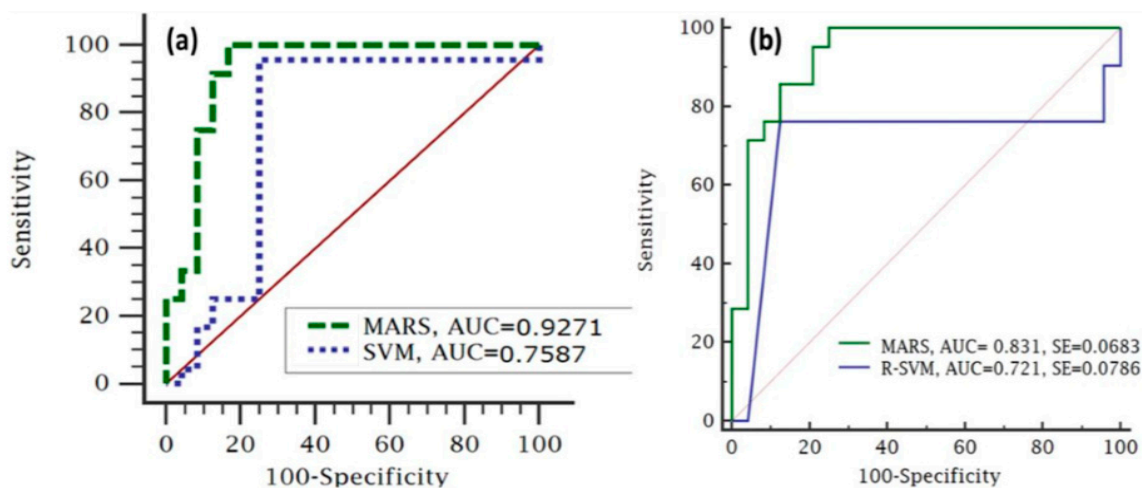 (a)
100
80
60
40
20
0
Sensitivity
MARS, AUC=0.9271
SVM, AUC=0.7587
0 20 40 60 80 100
100-Specificity
(b)
100
80
60
40
20
0
Sensitivity
MARS, AUC= 0.831, SE=0.0683
R-SVM, AUC=0.721, SE=0.0786
0 20 40 60 80 100
100-Specificity